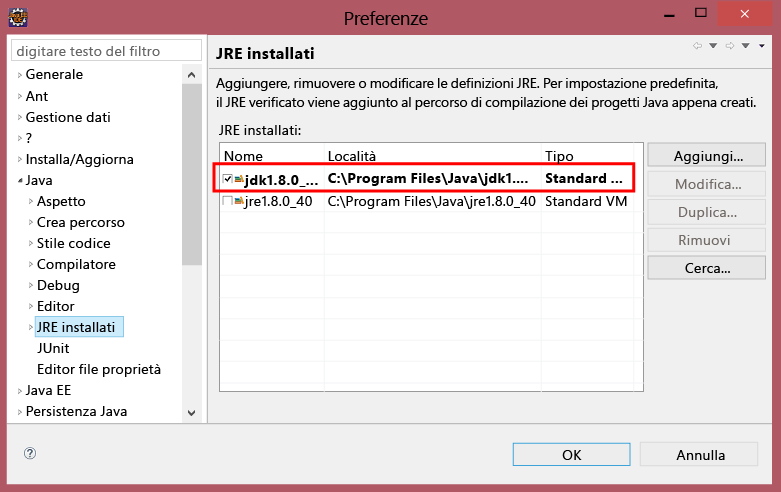 Preferenze
digitare testo del filtro
Generale
Ant
Gestione dati
?
Installa/Aggiorna
Java
Aspetto
Crea percorso
Stile codice
Compilatore
Debug
Editor
JRE installati
JUnit
Editor file proprietà
Java EE
Persistenza Java
JRE installati
Aggiungere, rimuovere o modificare le definizioni JRE. Per impostazione predefinita,
il JRE verificato viene aggiunto al percorso di compilazione dei progetti Java appena creati.
JRE installati:
Nome Località Tipo
jdk1.8.0_... C:\Program Files\Java\jdk1.... Standard ...
jre1.8.0_40 C:\Program Files\Java\jre1.8.0_40 Standard VM
Aggiungi...
Modifica...
Duplica...
Rimuovi
Cerca...
?
OK
Annulla